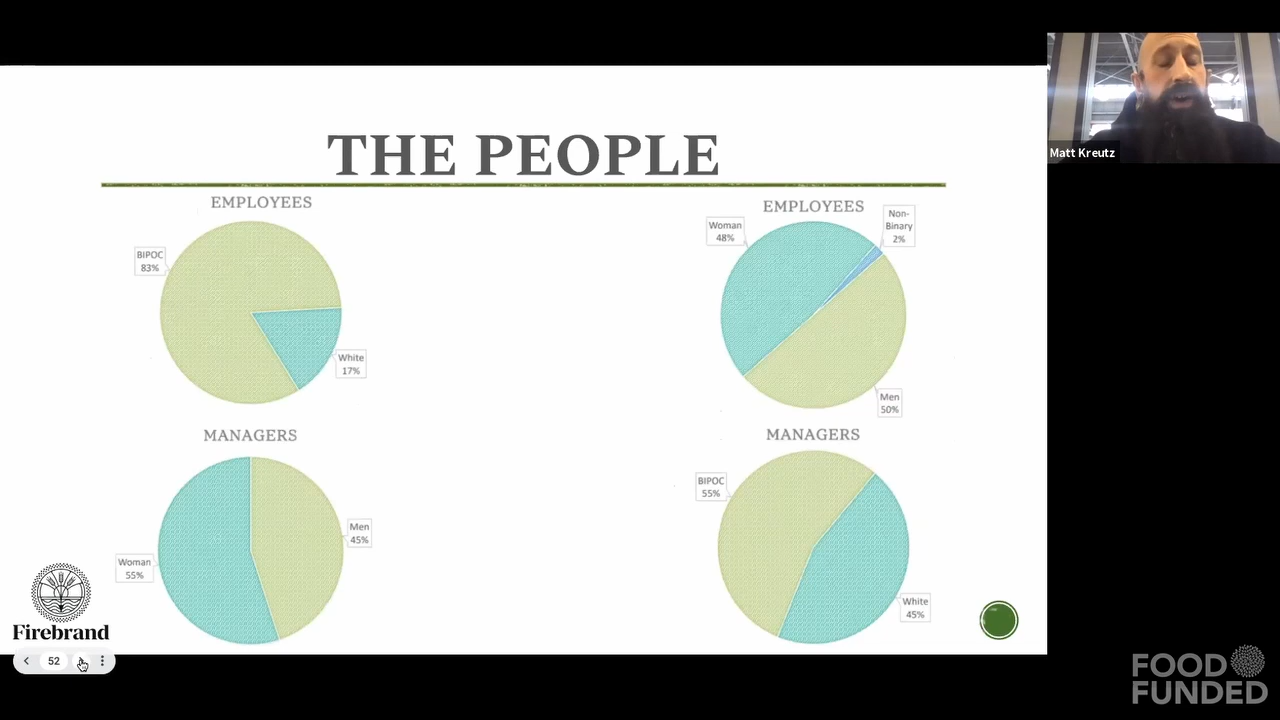 THE PEOPLE
EMPLOYEES
BIPOC
83%
White
17%
EMPLOYEES
Woman
48%
Non-
Binary
2%
Men
50%
MANAGERS
Men
45%
Woman
55%
MANAGERS
BIPOC
55%
White
45%
Firebrand
52
Matt Kreutz
FOOD
FUNDED